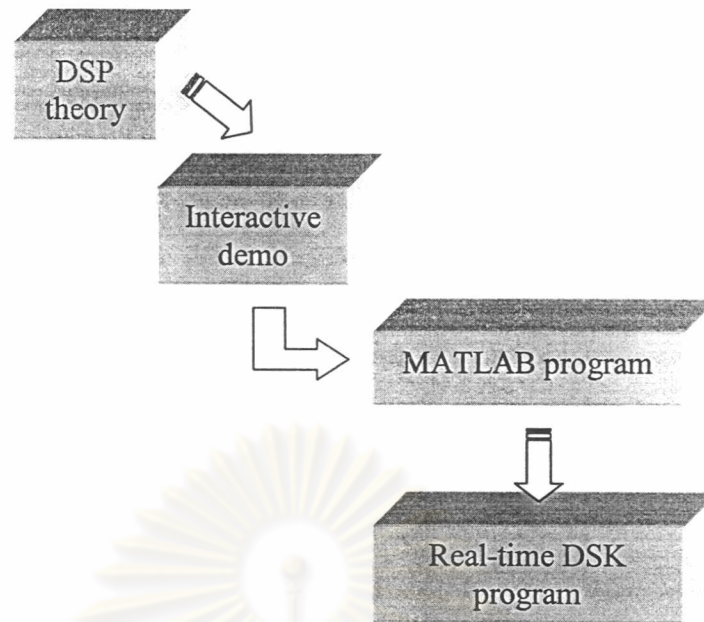 DSP
theory
Interactive
demo
MATLAB program
Real-time DSK
program